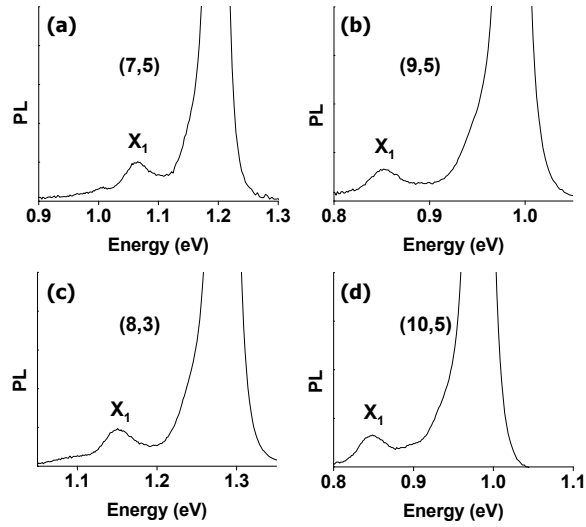 (a)
(7,5)
X₁
PL
0.9 1.0 1.1 1.2 1.3
Energy (eV)
(b)
(9,5)
X₁
PL
0.8 0.9 1.0
Energy (eV)
(c)
(8,3)
X₁
PL
1.1 1.2 1.3
Energy (eV)
(d)
(10,5)
X₁
PL
0.8 0.9 1.0 1.1
Energy (eV)